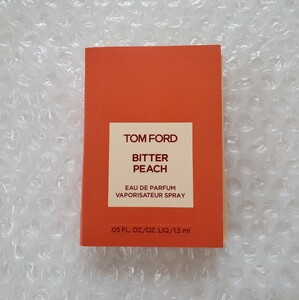 TOM FORD
BITTER
PEACH
EAU DE PARFUM
VAPORISATEUR SPRAY
.05 FL. OZ./OZ. LIQ./1.5 ml